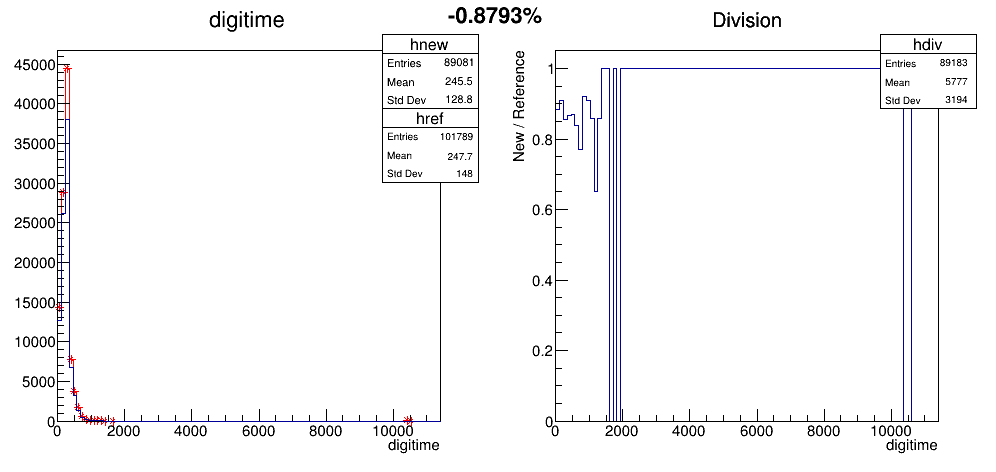 digitime
-0.8793%
Division
hnew
Entries 89081
Mean 245.5
Std Dev 128.8
href
Entries 101789
Mean 247.7
Std Dev 148
45000
40000
35000
30000
25000
20000
15000
10000
5000
0
0 2000 4000 6000 8000 10000
digitime
hdiv
Entries 89183
Mean 5777
Std Dev 3194
New / Reference
1
0.8
0.6
0.4
0.2
0
0 2000 4000 6000 8000 10000
digitime